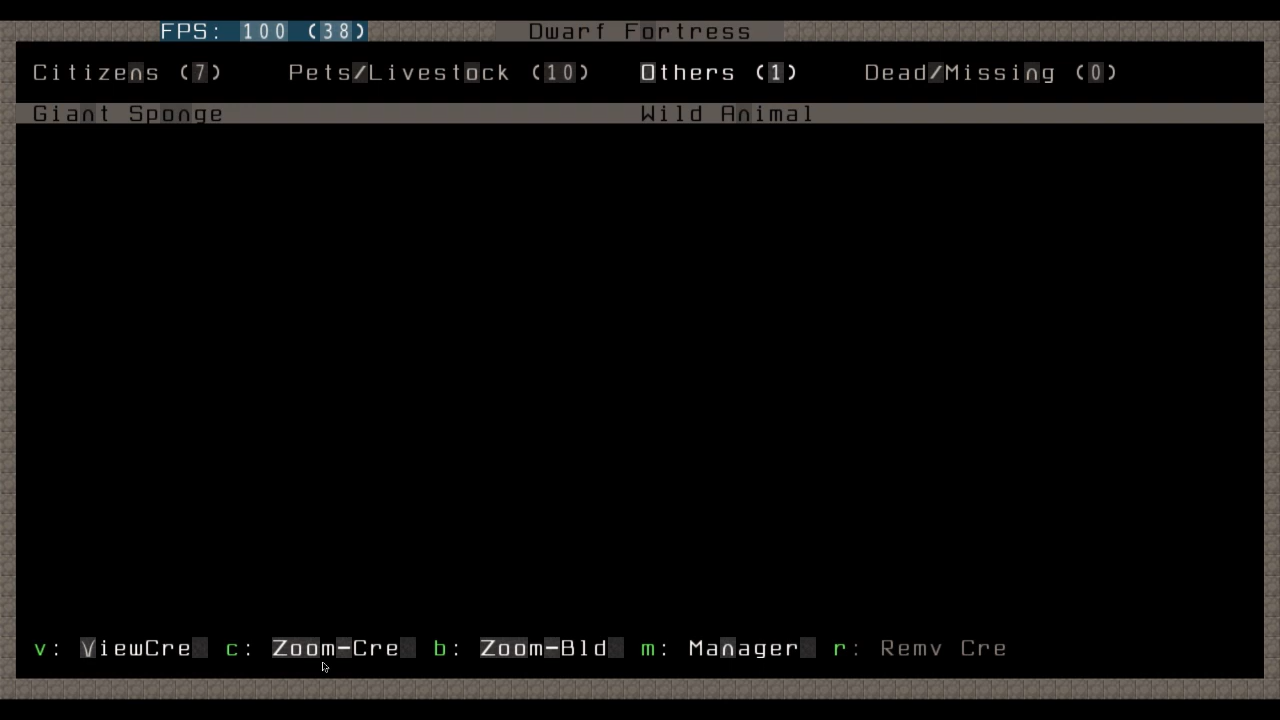 FPS: 100 (38) Dwarf Fortress
Citizens (7) Pets/Livestock (10) Others (1) Dead/Missing (0)
Giant Sponge Wild Animal
v: ViewCre c: Zoom-Cre b: Zoom-Bld m: Manager r: Remv Cre